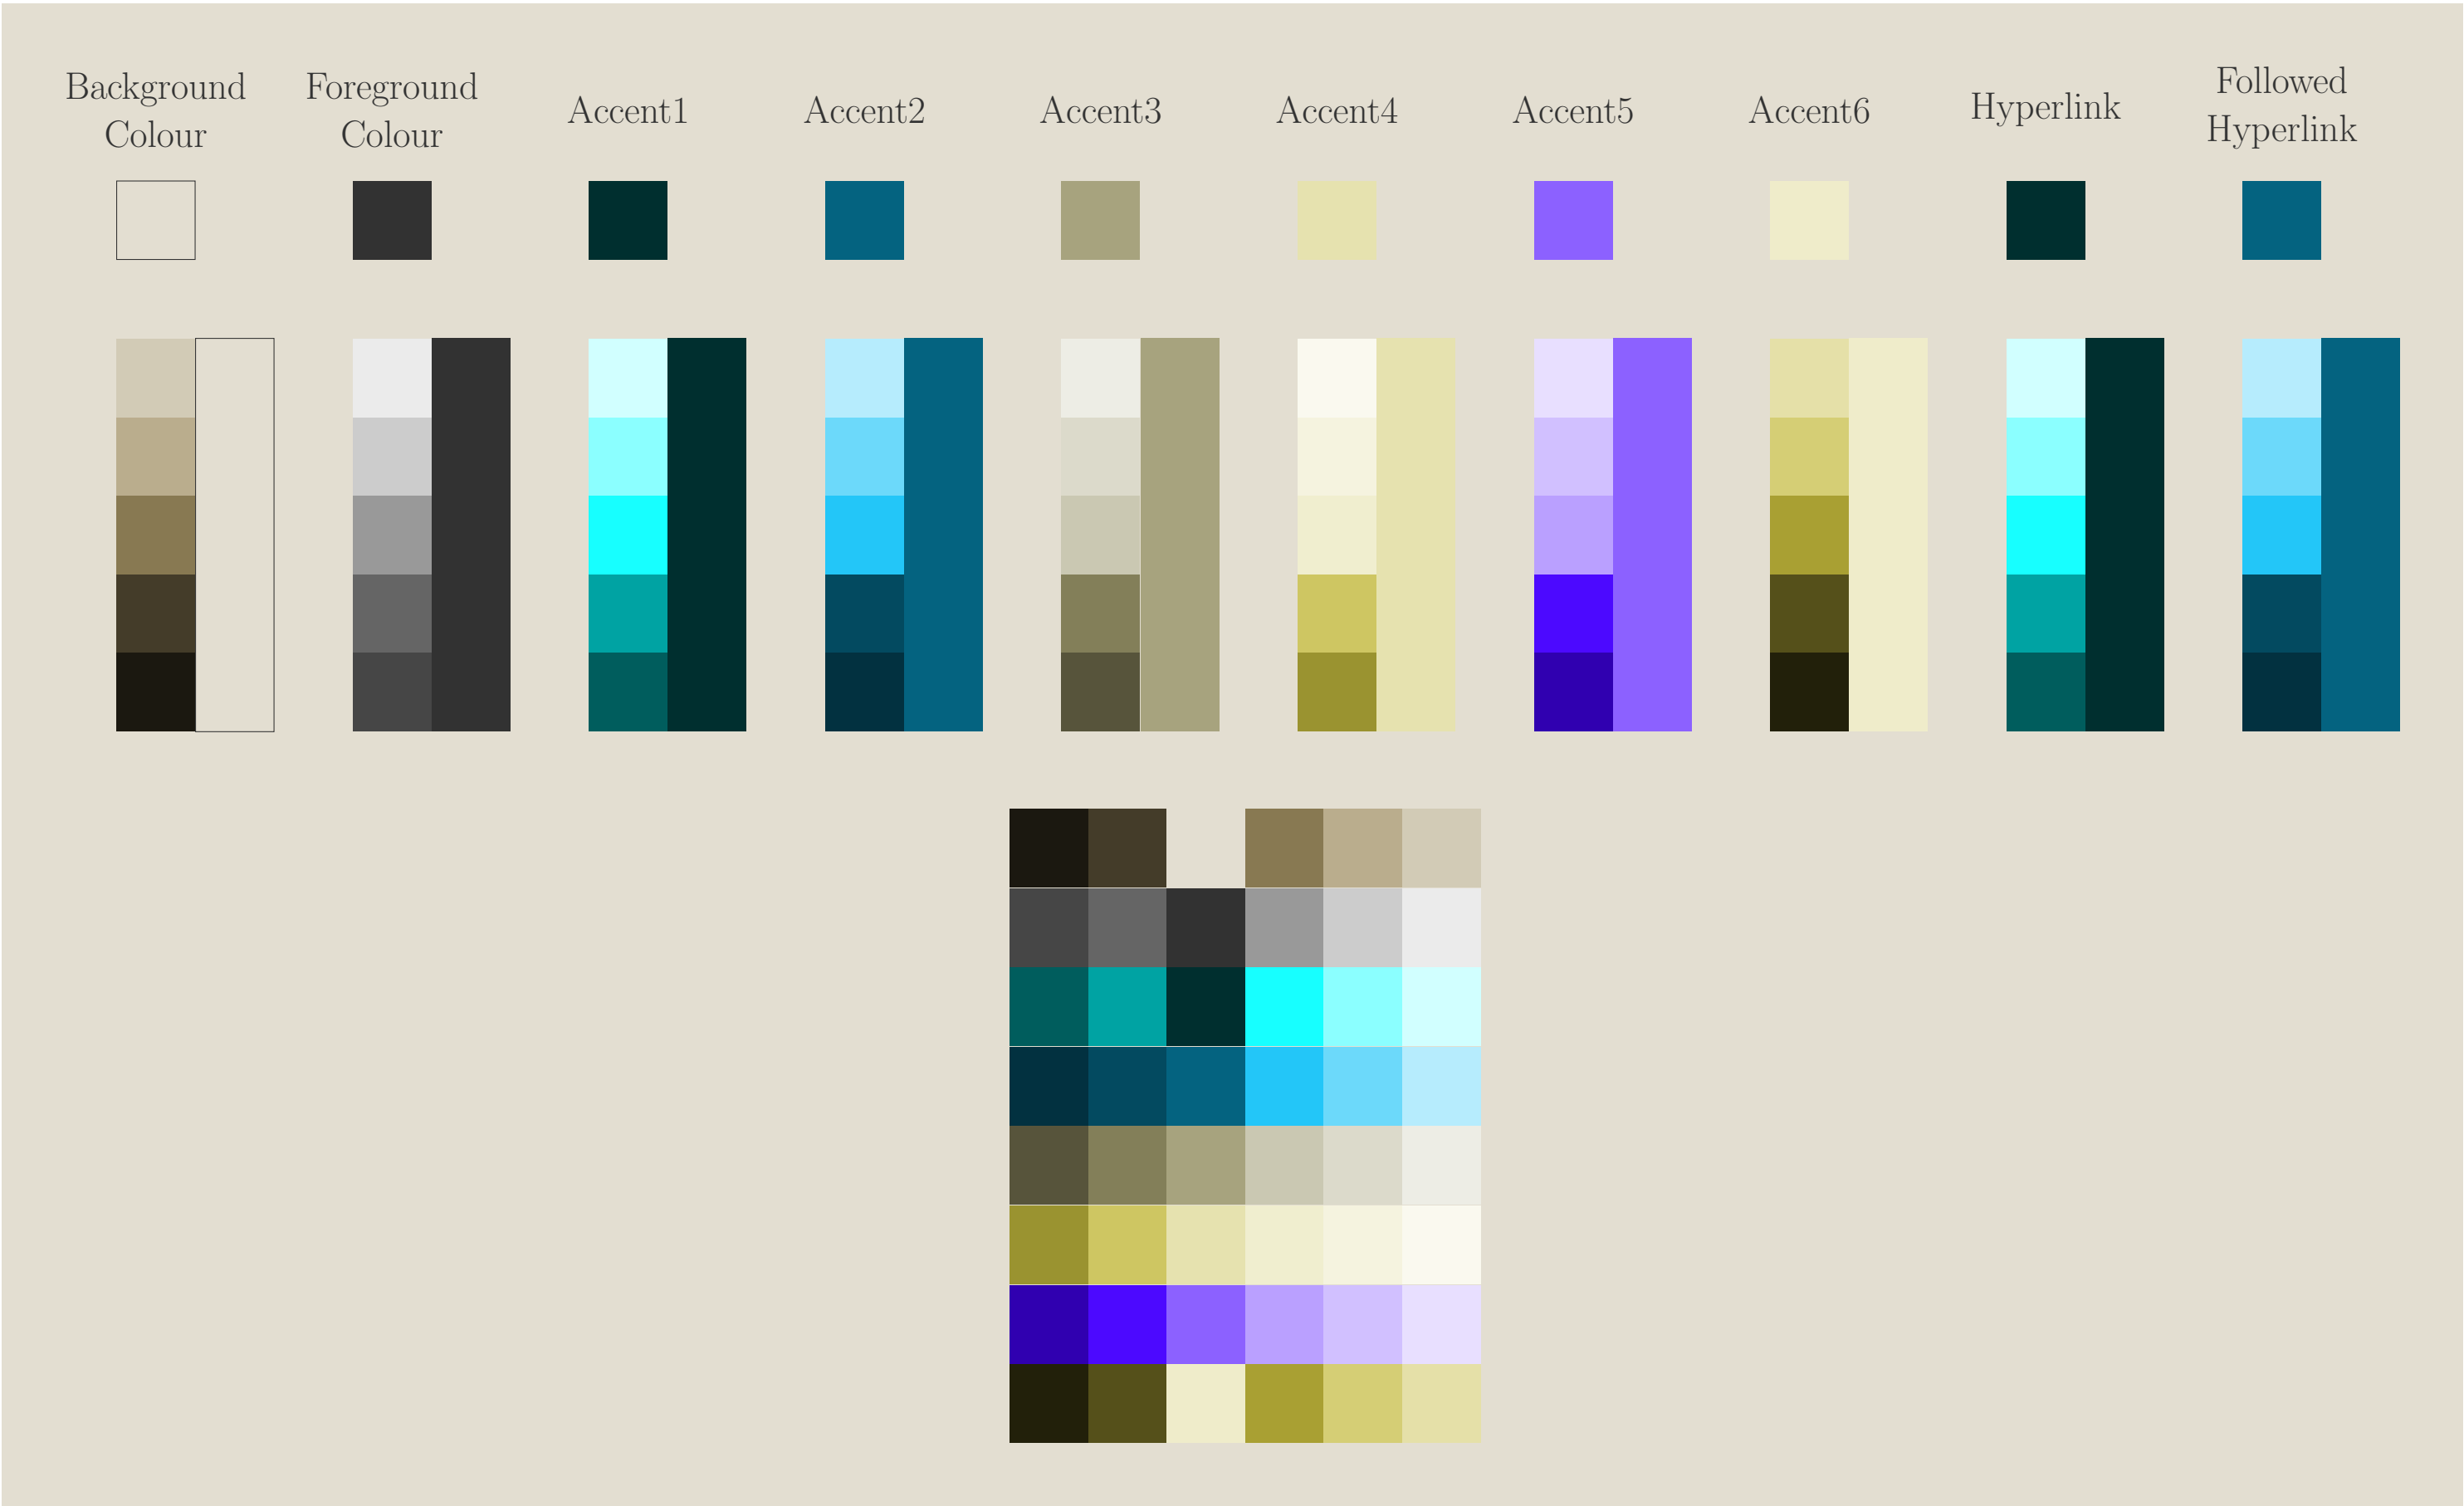 Background
Colour
Foreground
Colour
Accent1
Accent2
Accent3
Accent4
Accent5
Accent6
Hyperlink
Followed
Hyperlink